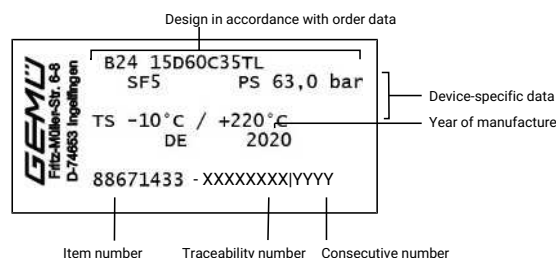 Design in accordance with order data
GEMÜ
Fritz-Müller-Str. 6-8
D-74653 Ingelfingen
B24 15D60C35TL
SF5 PS 63,0 bar
Device-specific data
TS -10°C / +220°C
Year of manufacture
DE 2020
88671433 - XXXXXXXX|YYYY
Item number Traceability number Consecutive number